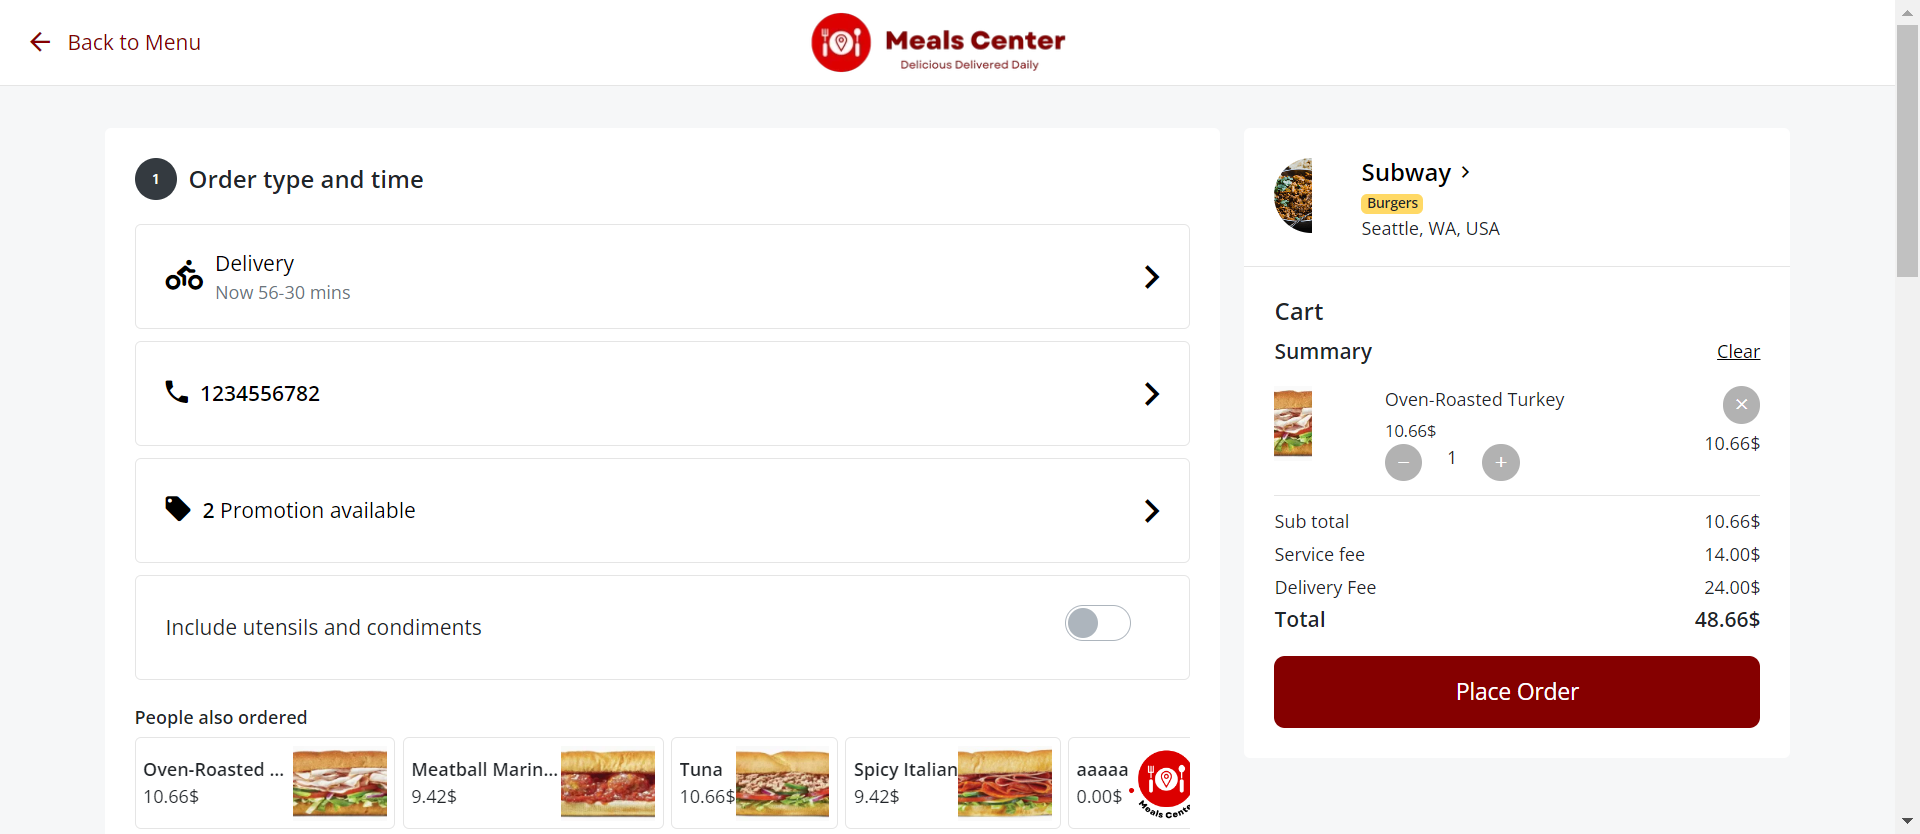 Back to Menu
Meals Center
Delicious Delivered Daily
1 Order type and time
Delivery
Now 56-30 mins
1234556782
2 Promotion available
Include utensils and condiments
People also ordered
Oven-Roasted ...
10.66$
Meatball Marin...
9.42$
Tuna
10.66$
Spicy Italian
9.42$
aaaaa
0.00$
Meals Cente
Subway
Burgers
Seattle, WA, USA
Cart
Summary
Clear
Oven-Roasted Turkey
10.66$
10.66$
1
Sub total 10.66$
Service fee 14.00$
Delivery Fee 24.00$
Total 48.66$
Place Order